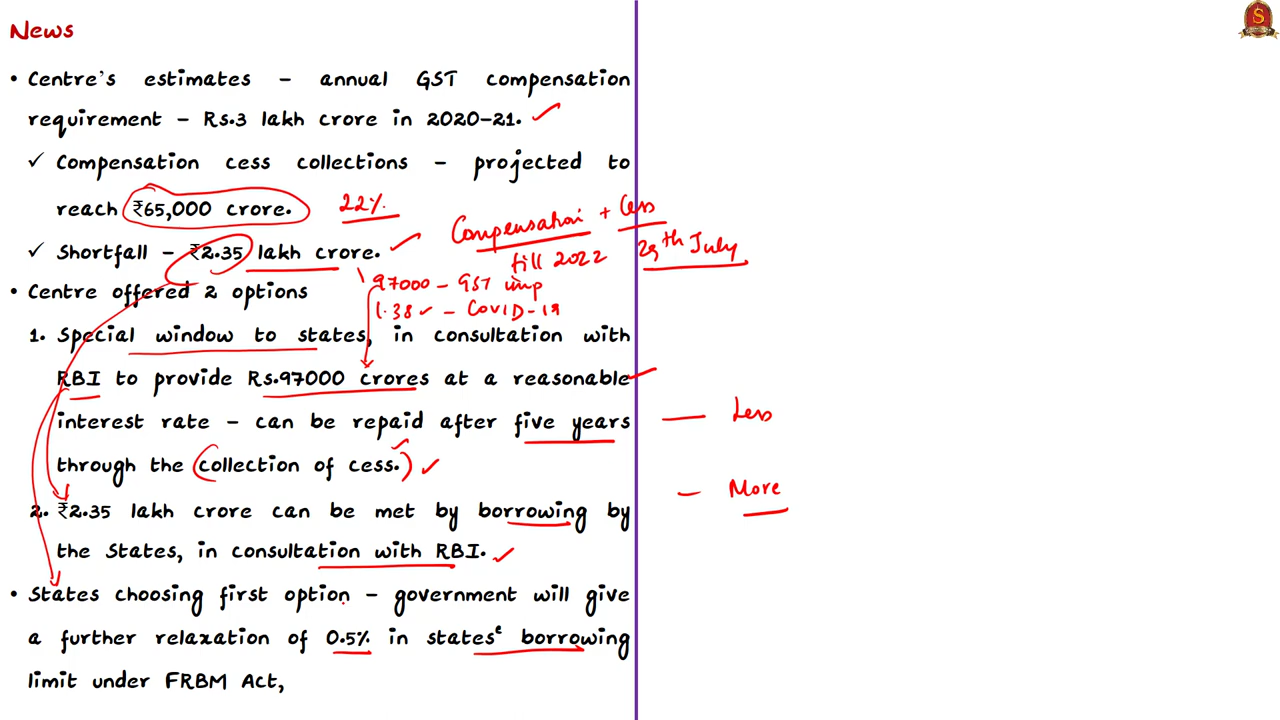 News
• Centre's estimates – annual GST compensation
requirement – Rs.3 lakh crore in 2020-21.
✓ Compensation cess collections – projected to
reach ₹65,000 crore. 22%
Compensation + Cess
✓ Shortfall – ₹2.35 lakh crore.
till 2022 29th July
97000 – GST imp
• Centre offered 2 options
1.38 – COVID-19
1. Special window to states, in consultation with
RBI to provide Rs.97000 crores at a reasonable
interest rate – can be repaid after five years
Less
through the (collection of cess.)
More
2. ₹2.35 lakh crore can be met by borrowing by
the States, in consultation with RBI.
• States choosing first option – government will give
a further relaxation of 0.5% in states' borrowing
limit under FRBM Act,